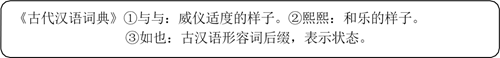 《古代汉语词典》①与与：威仪适度的样子。②熙熙：和乐的样子。
③如也：古汉语形容词后缀，表示状态。